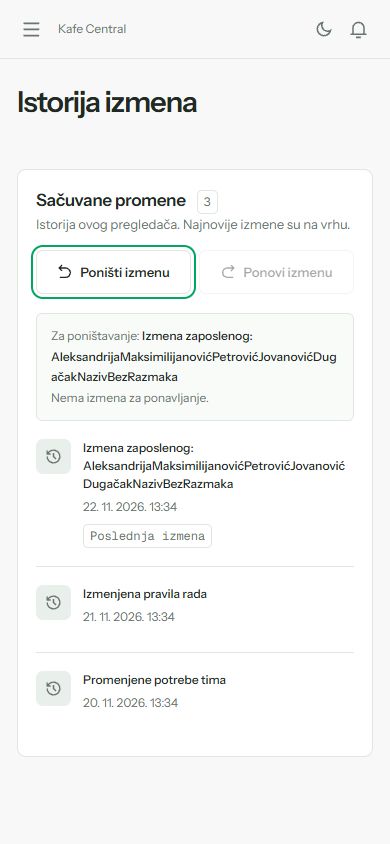 Kafe Central
Istorija izmena
Sačuvane promene 3
Istorija ovog pregledača. Najnovije izmene su na vrhu.
Poništi izmenu Ponovi izmenu
Za poništavanje: Izmena zaposlenog:
AleksandrijaMaksimilijanovićPetrovićJovanovićDug
ačakNazivBezRazmaka
Nema izmena za ponavljanje.
Izmena zaposlenog:
AleksandrijaMaksimilijanovićPetrovićJovanović
DugačakNazivBezRazmaka
22. 11. 2026. 13:34
Poslednja izmena
Izmenjena pravila rada
21. 11. 2026. 13:34
Promenjene potrebe tima
20. 11. 2026. 13:34